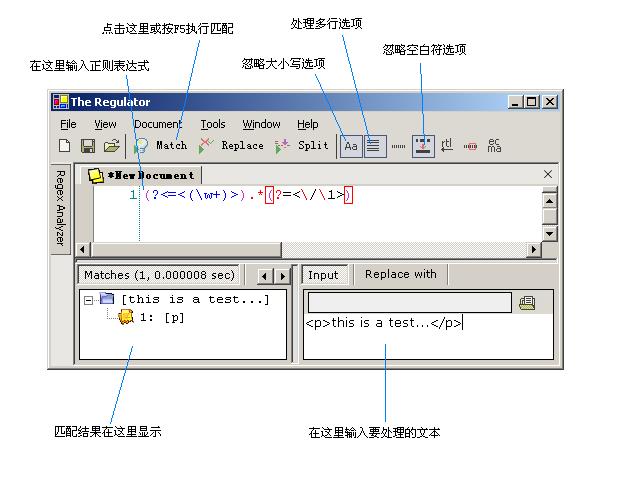 点击这里或按F5执行匹配
处理多行选项
忽略空白符选项
在这里输入正则表达式
忽略大小写选项
The Regulator
File View Document Tools Window Help
Match Replace Split Aa rtl ec ma
Regex Analyzer
*NewDocument
1 (?<=<(\w+)>).*(?=<\/\1>)
Matches (1, 0.000008 sec)
Input Replace with
[this is a test...]
1: [p]
<p>this is a test...</p>
匹配结果在这里显示
在这里输入要处理的文本